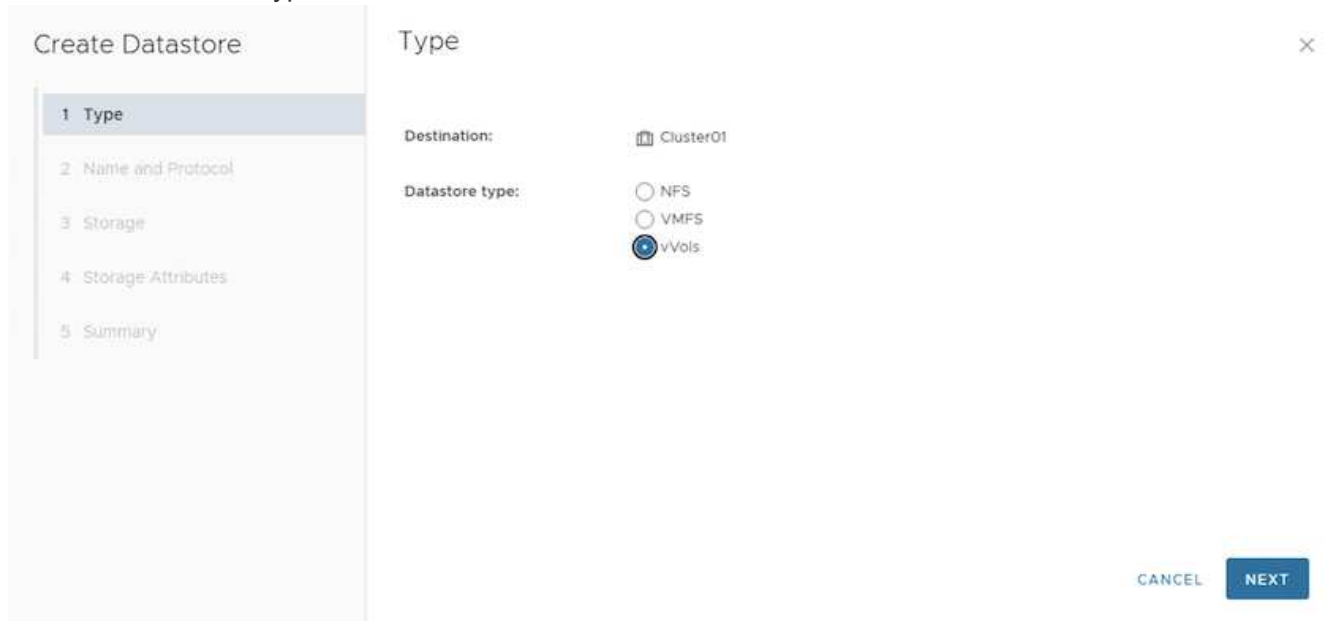 Create Datastore
1 Type
2 Name and Protocol
3 Storage
4 Storage Attributes
5 Summary
Type
Destination: Cluster01
Datastore type: NFS
VMFS
vVols
CANCEL NEXT